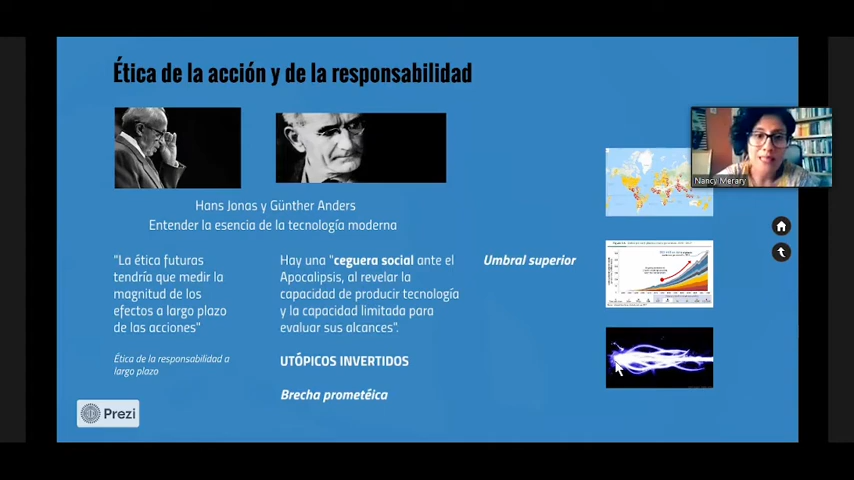 Ética de la acción y de la responsabilidad
Hans Jonas y Günther Anders
Entender la esencia de la tecnología moderna
"La ética futuras
tendría que medir la
magnitud de los
efectos a largo plazo
de las acciones"
Ética de la responsabilidad a
largo plazo
Hay una "ceguera social ante el
Apocalipsis, al revelar la
capacidad de producir tecnología
y la capacidad limitada para
evaluar sus alcances".
UTÓPICOS INVERTIDOS
Brecha prometéica
Umbral superior
Nancy Merary
Prezi